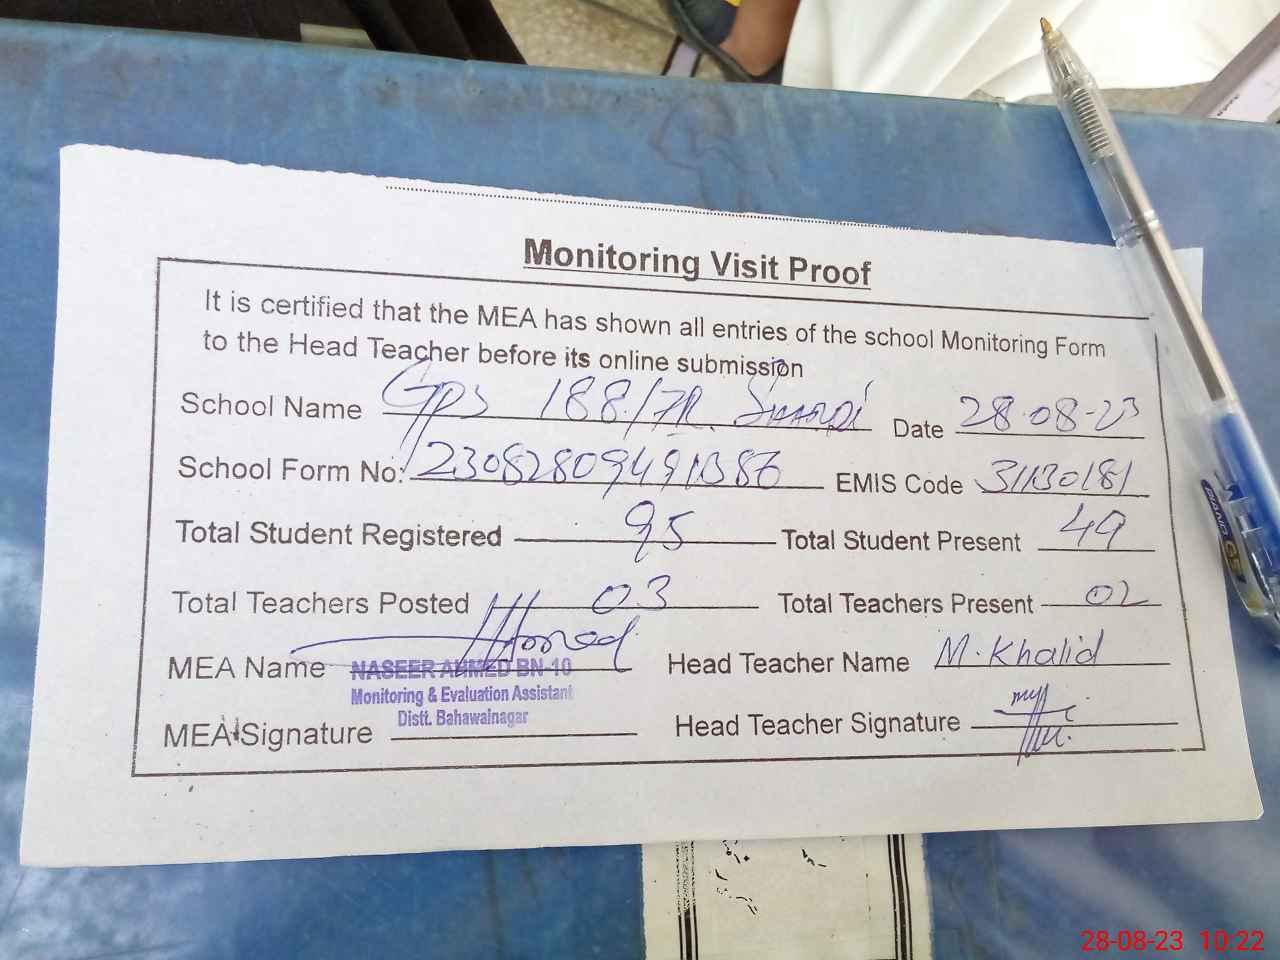 Monitoring Visit Proof
It is certified that the MEA has shown all entries of the school Monitoring Form
to the Head Teacher before its online submission
School Name GPS 188/7R Date 28-08-23
School Form No: EMIS Code 31130181
Total Student Registered 95 Total Student Present 49
Total Teachers Posted 03 Total Teachers Present 02
MEA Name NASEER AHMED BN-10 Head Teacher Name M. Khalid
Monitoring & Evaluation Assistant
Distt. Bahawalnagar
MEA Signature Head Teacher Signature
PIANO
28-08-23 10:22